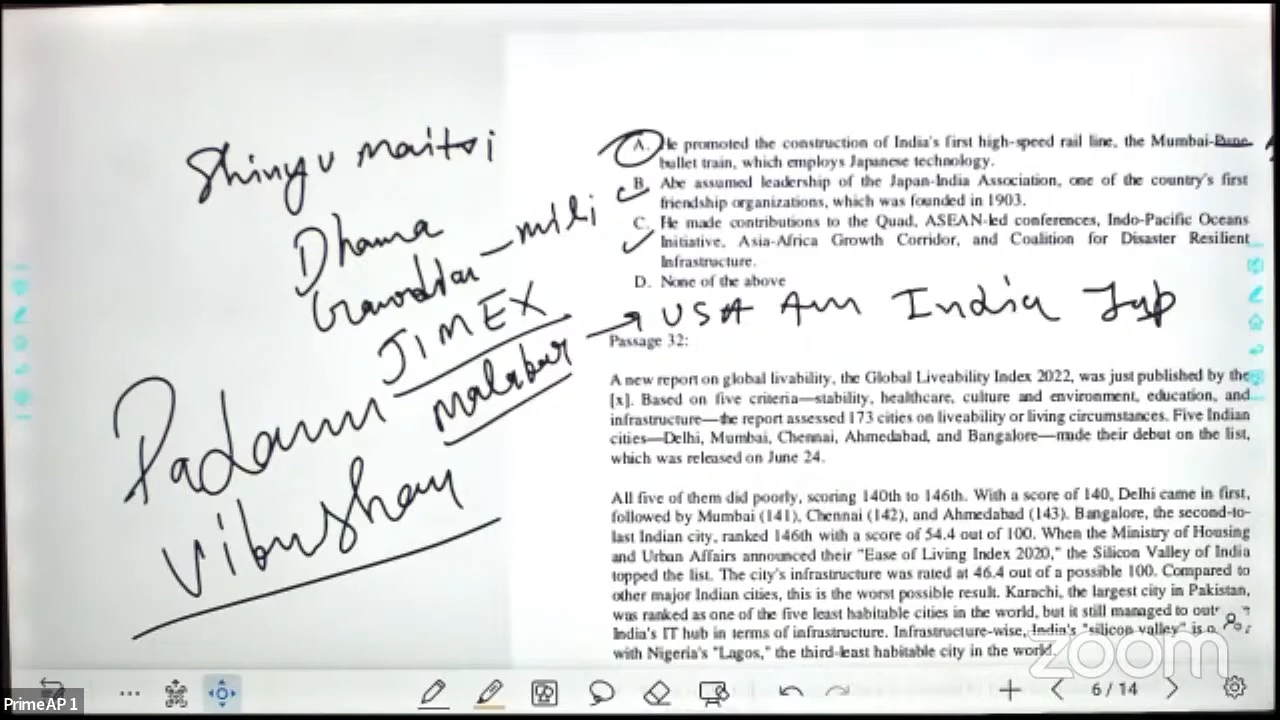 Shinyu maitri
Dharma
Gaurdian - mili
JIMEX
malabar
Padam
vibushan
A. He promoted the construction of India's first high-speed rail line, the Mumbai-Pune
bullet train, which employs Japanese technology.
B. Abe assumed leadership of the Japan-India Association, one of the country's first
friendship organizations, which was founded in 1903.
C. He made contributions to the Quad, ASEAN-led conferences, Indo-Pacific Oceans
Initiative, Asia-Africa Growth Corridor, and Coalition for Disaster Resilient
Infrastructure.
D. None of the above
USA Aus India Jap
Passage 32:
A new report on global livability, the Global Liveability Index 2022, was just published by the
[x]. Based on five criteria—stability, healthcare, culture and environment, education, and
infrastructure—the report assessed 173 cities on liveability or living circumstances. Five Indian
cities—Delhi, Mumbai, Chennai, Ahmedabad, and Bangalore—made their debut on the list,
which was released on June 24.
All five of them did poorly, scoring 140th to 146th. With a score of 140, Delhi came in first,
followed by Mumbai (141), Chennai (142), and Ahmedabad (143). Bangalore, the second-to-
last Indian city, ranked 146th with a score of 54.4 out of 100. When the Ministry of Housing
and Urban Affairs announced their "Ease of Living Index 2020," the Silicon Valley of India
topped the list. The city's infrastructure was rated at 46.4 out of a possible 100. Compared to
other major Indian cities, this is the worst possible result. Karachi, the largest city in Pakistan,
was ranked as one of the five least habitable cities in the world, but it still managed to
India's IT hub in terms of infrastructure. Infrastructure-wise, India's "silicon valley" is
with Nigeria's "Lagos," the third-least habitable city in the world.
zoom
6 / 14
PrimeAP 1